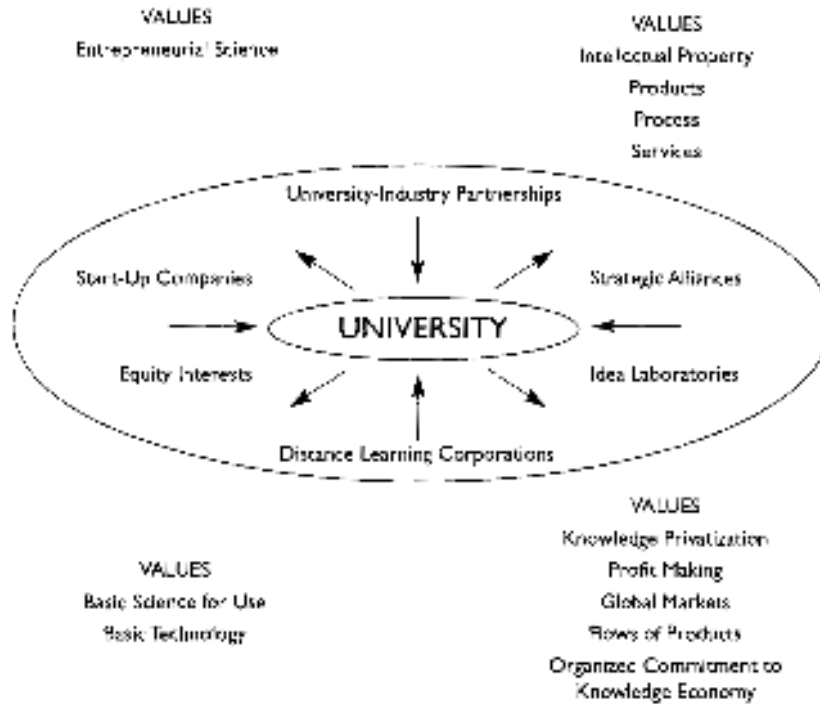 VALUES
Entrepreneurial Science
VALUES
Intellectual Property
Products
Process
Services
University-Industry Partnerships
Start-Up Companies
Strategic Alliances
UNIVERSITY
Equity Interests
Idea Laboratories
Distance Learning Corporations
VALUES
Basic Science for Use
Basic Technology
VALUES
Knowledge Privatization
Profit Making
Global Markets
Flows of Products
Organized Commitment to
Knowledge Economy